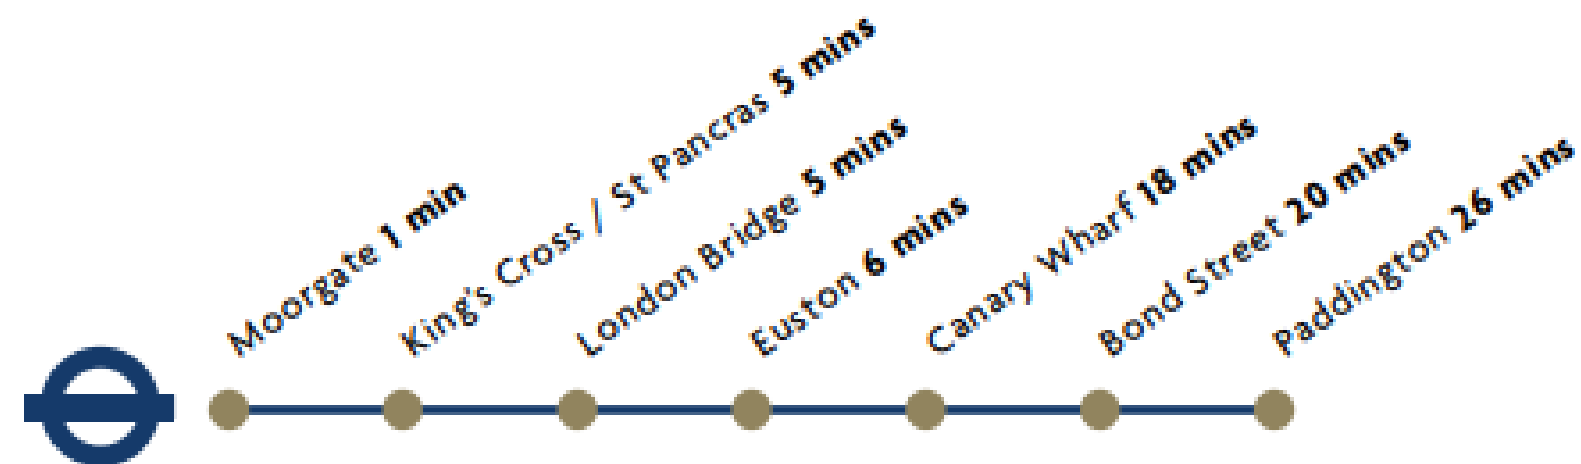 Moorgate 1 min
King's Cross / St Pancras 5 mins
London Bridge 5 mins
Euston 6 mins
Canary Wharf 18 mins
Bond Street 20 mins
Paddington 26 mins